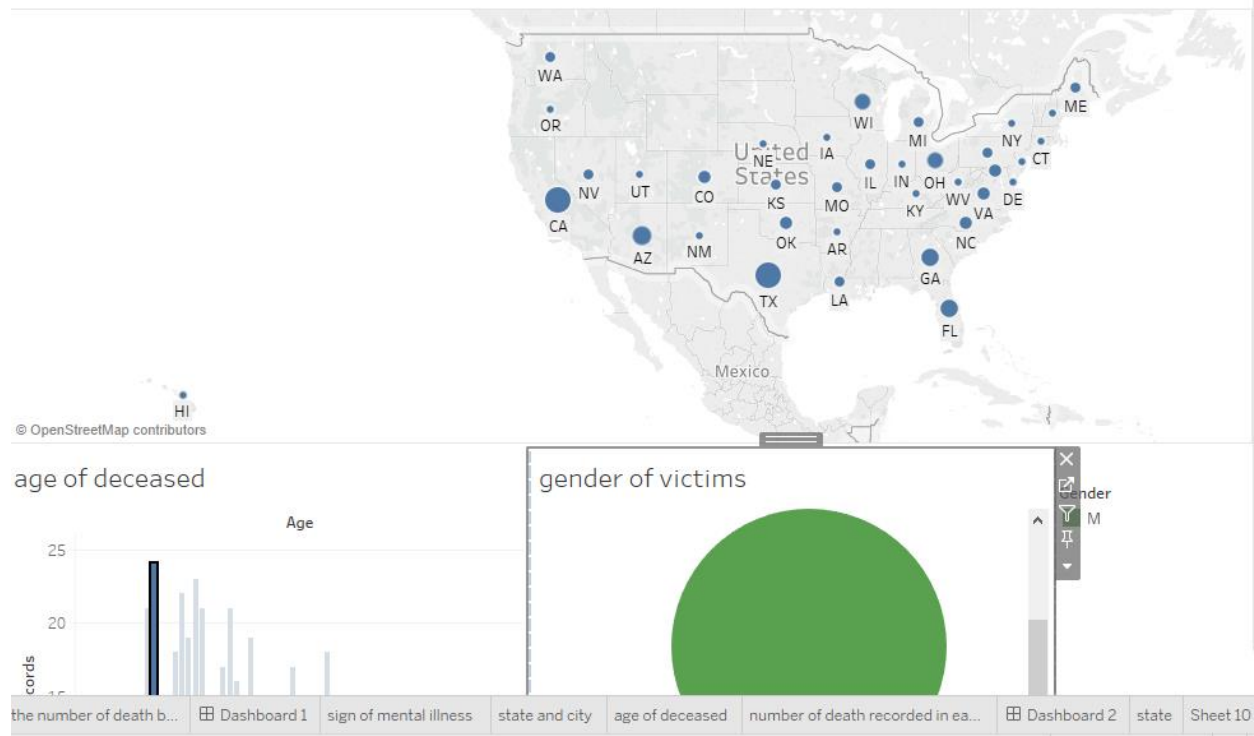 WA
ME
OR
WI
MI
NY
United
States
NE
IA
CT
NV
UT
CO
KS
MO
IL
IN
OH
WV
KY
VA
DE
CA
AZ
NM
OK
AR
NC
TX
LA
GA
FL
Mexico
HI
© OpenStreetMap contributors
age of deceased
gender of victims
Gender
M
Age
25
20
15
the number of death b...
Dashboard 1
sign of mental illness
state and city
age of deceased
number of death recorded in ea...
Dashboard 2
state
Sheet 10